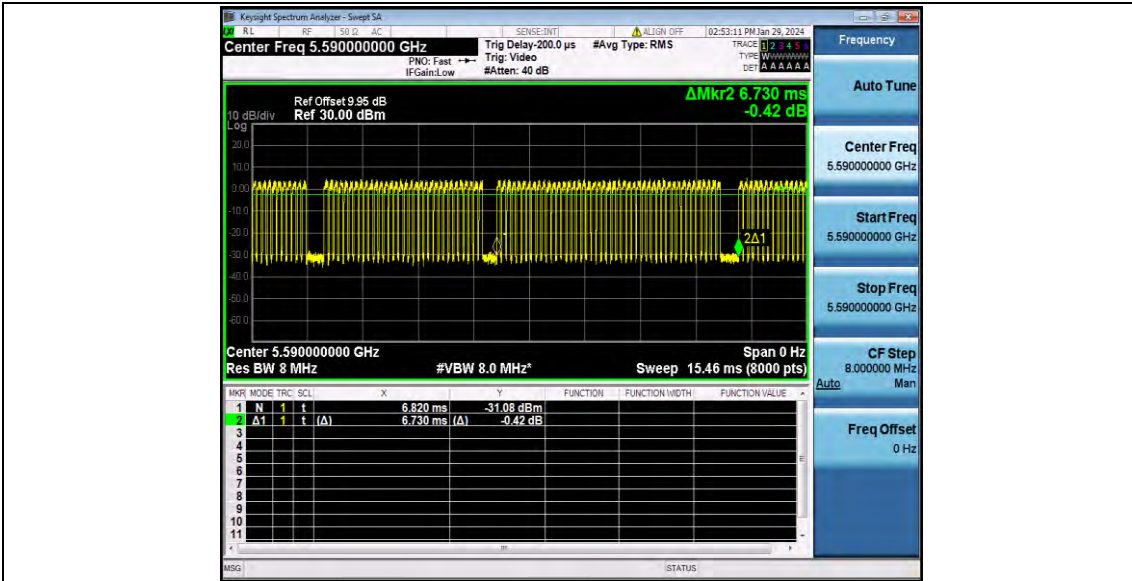 Keysight Spectrum Analyzer - Swept SA
RL RF 50 Ω AC SENSE:INT ALIGN OFF 02:53:11 PM Jan 29, 2024
Center Freq 5.590000000 GHz
Trig Delay-200.0 µs #Avg Type: RMS
TRACE 1 2 3 4 5 6
PNO: Fast Trig: Video
TYPE W
IFGain:Low #Atten: 40 dB
DET A A A A A A
Frequency
Auto Tune
Center Freq
5.590000000 GHz
Start Freq
5.590000000 GHz
Stop Freq
5.590000000 GHz
CF Step
8.000000 MHz
Auto Man
Freq Offset
0 Hz
ΔMkr2 6.730 ms
-0.42 dB
Ref Offset 9.95 dB
10 dB/div Ref 30.00 dBm
Log
20.0
10.0
0.00
-10.0
-20.0
-30.0
-40.0
-50.0
-60.0
2Δ1
Center 5.590000000 GHz Span 0 Hz
Res BW 8 MHz #VBW 8.0 MHz* Sweep 15.46 ms (8000 pts)
MKR MODE TRC SCL X Y FUNCTION FUNCTION WIDTH FUNCTION VALUE
1 N 1 t 6.820 ms -31.08 dBm
2 Δ1 1 t (Δ) 6.730 ms (Δ) -0.42 dB
3
4
5
6
7
8
9
10
11
MSG STATUS